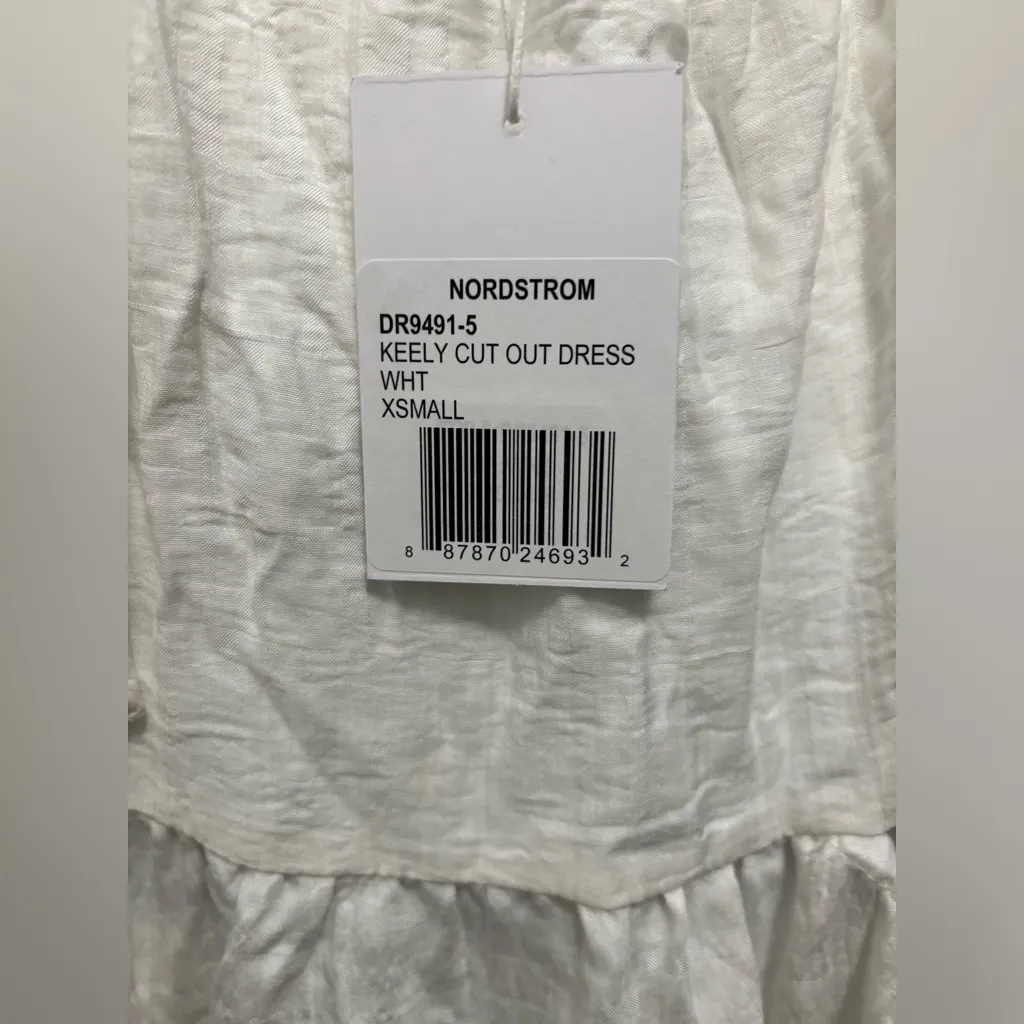 NORDSTROM
DR9491-5
KEELY CUT OUT DRESS
WHT
XSMALL
8 87870 24693 2